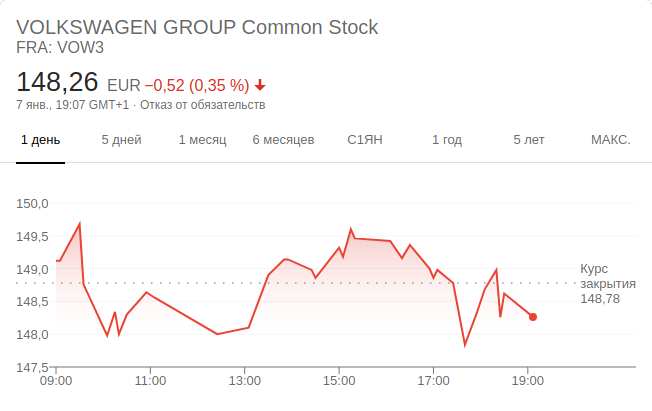 VOLKSWAGEN GROUP Common Stock
FRA: VOW3
148,26 EUR −0,52 (0,35 %)
7 янв., 19:07 GMT+1 · Отказ от обязательств
1 день 5 дней 1 месяц 6 месяцев С1ЯН 1 год 5 лет МАКС.
150,0
149,5
149,0
148,5
148,0
147,5
Курс
закрытия
148,78
09:00 11:00 13:00 15:00 17:00 19:00